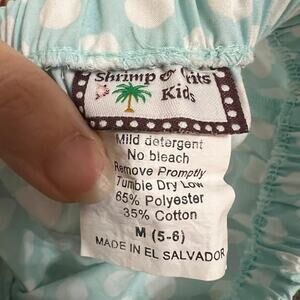 Shrimp & Grits
Kids
Mild detergent
No bleach
Remove Promptly
Tumble Dry Low
65% Polyester
35% Cotton
M (5-6)
MADE IN EL SALVADOR